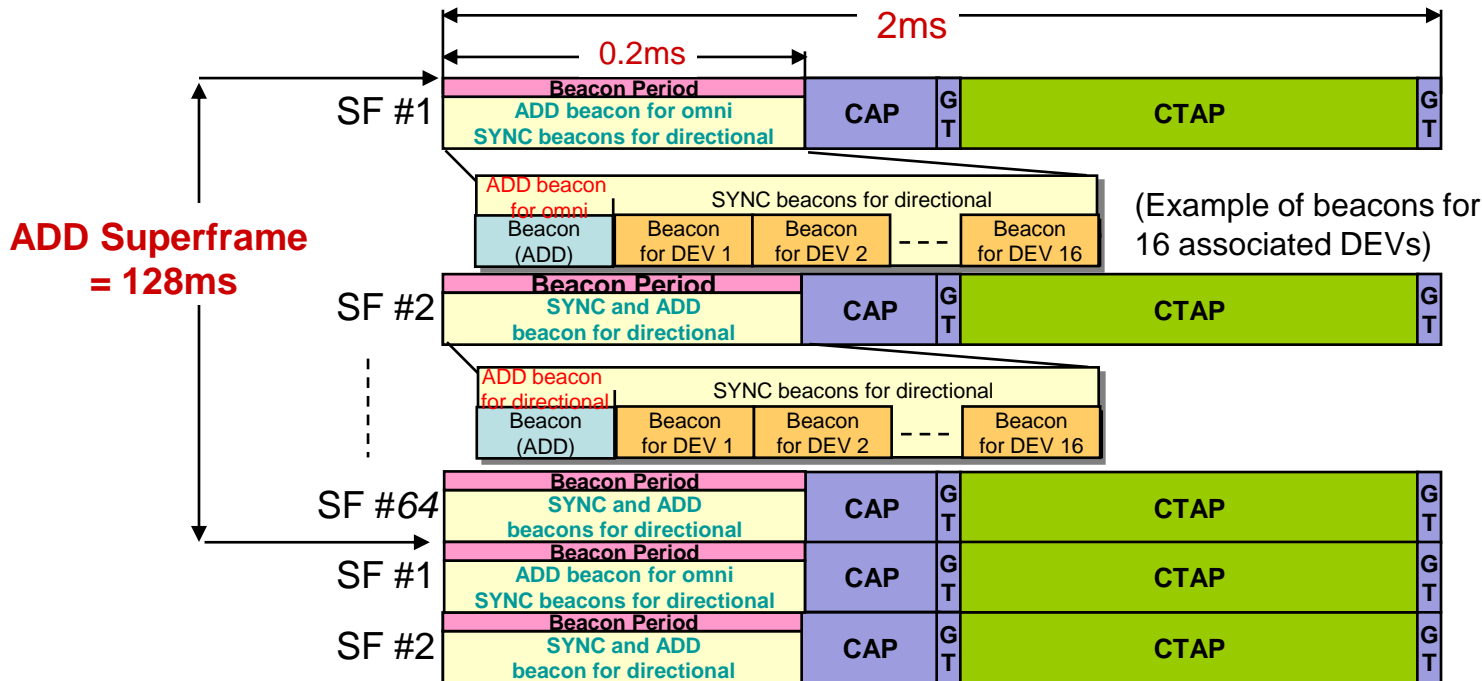 2ms
0.2ms
SF #1
Beacon Period
ADD beacon for omni
SYNC beacons for directional
CAP
G
T
CTAP
G
T
ADD beacon
for omni
SYNC beacons for directional
Beacon
(ADD)
Beacon
for DEV 1
Beacon
for DEV 2
Beacon
for DEV 16
(Example of beacons for
16 associated DEVs)
ADD Superframe
= 128ms
SF #2
Beacon Period
SYNC and ADD
beacon for directional
CAP
G
T
CTAP
G
T
ADD beacon
for directional
SYNC beacons for directional
Beacon
(ADD)
Beacon
for DEV 1
Beacon
for DEV 2
Beacon
for DEV 16
SF #64
Beacon Period
SYNC and ADD
beacons for directional
CAP
G
T
CTAP
G
T
SF #1
Beacon Period
ADD beacon for omni
SYNC beacons for directional
CAP
G
T
CTAP
G
T
SF #2
Beacon Period
SYNC and ADD
beacon for directional
CAP
G
T
CTAP
G
T